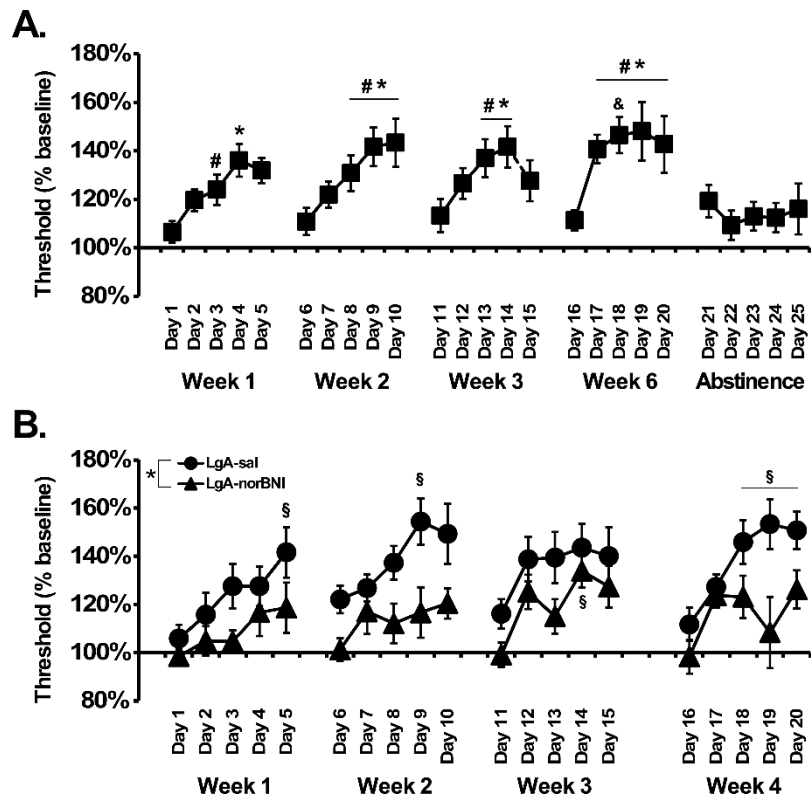 A.
180%
160%
140%
120%
100%
80%
Threshold (% baseline)
# * # * # *
# * &
Day 1 Day 2 Day 3 Day 4 Day 5 Day 6 Day 7 Day 8 Day 9 Day 10 Day 11 Day 12 Day 13 Day 14 Day 15 Day 16 Day 17 Day 18 Day 19 Day 20 Day 21 Day 22 Day 23 Day 24 Day 25
Week 1 Week 2 Week 3 Week 6 Abstinence
B.
180%
160%
140%
120%
100%
80%
Threshold (% baseline)
* LgA-sal
LgA-norBNI
§ § § §
Day 1 Day 2 Day 3 Day 4 Day 5 Day 6 Day 7 Day 8 Day 9 Day 10 Day 11 Day 12 Day 13 Day 14 Day 15 Day 16 Day 17 Day 18 Day 19 Day 20
Week 1 Week 2 Week 3 Week 4